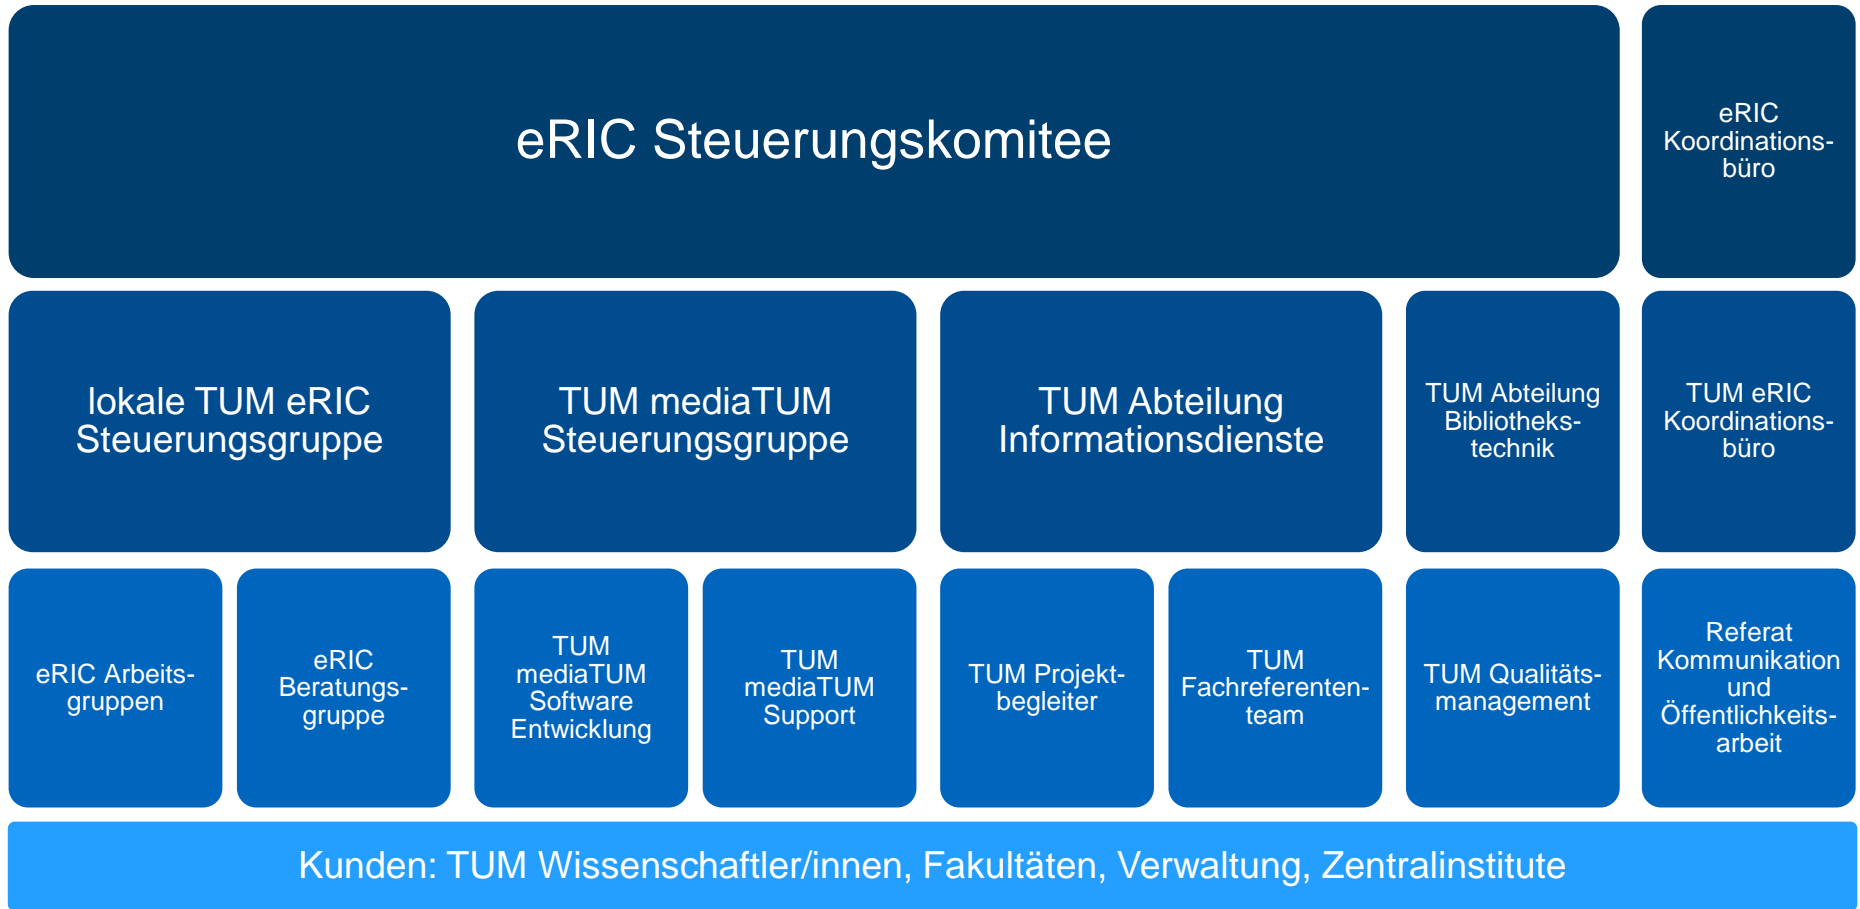 eRIC Steuerungskomitee
eRIC
Koordinations-
büro
lokale TUM eRIC
Steuerungsgruppe
TUM mediaTUM
Steuerungsgruppe
TUM Abteilung
Informationsdienste
TUM Abteilung
Bibliotheks-
technik
TUM eRIC
Koordinations-
büro
eRIC Arbeits-
gruppen
eRIC
Beratungs-
gruppe
TUM
mediaTUM
Software
Entwicklung
TUM
mediaTUM
Support
TUM Projekt-
begleiter
TUM
Fachreferenten-
team
TUM Qualitäts-
management
Referat
Kommunikation
und
Öffentlichkeits-
arbeit
Kunden: TUM Wissenschaftler/innen, Fakultäten, Verwaltung, Zentralinstitute